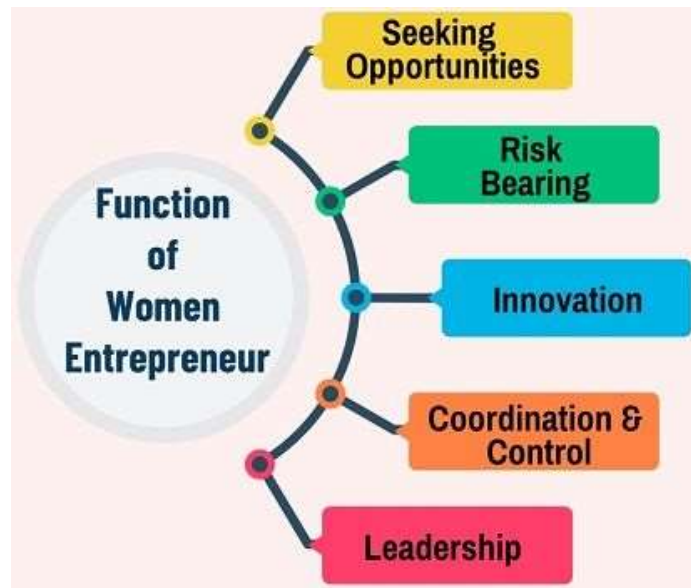 Function
of
Women
Entrepreneur
Seeking
Opportunities
Risk
Bearing
Innovation
Coordination &
Control
Leadership